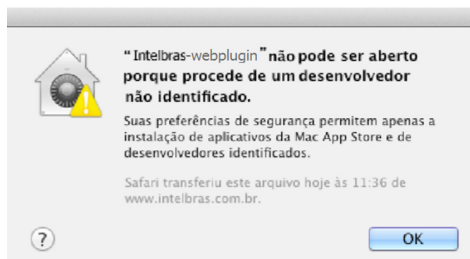 “Intelbras-webplugin”não pode ser aberto
porque procede de um desenvolvedor
não identificado.
Suas preferências de segurança permitem apenas a
instalação de aplicativos da Mac App Store e de
desenvolvedores identificados.
Safari transferiu este arquivo hoje às 11:36 de
www.intelbras.com.br.
?
OK